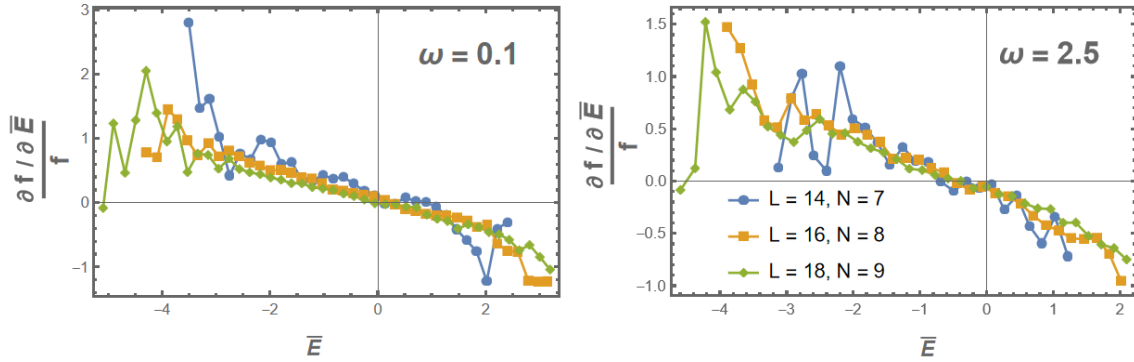 ∂f / ∂E̅
f
3
2
1
0
−1
ω = 0.1
−4
−2
0
2
E̅
∂f / ∂E̅
f
1.5
1.0
0.5
0.0
−0.5
−1.0
ω = 2.5
L = 14, N = 7
L = 16, N = 8
L = 18, N = 9
−4
−3
−2
−1
0
1
2
E̅